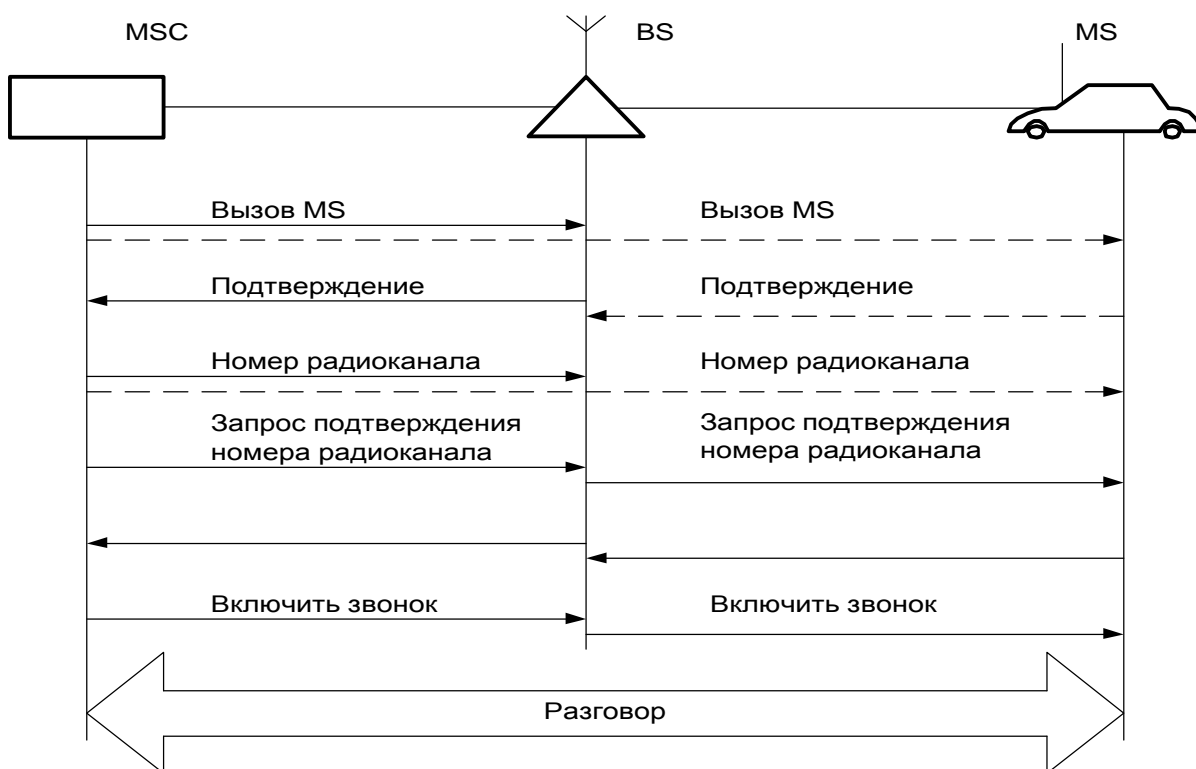 MSC
BS
MS
Вызов MS
Вызов MS
Подтверждение
Подтверждение
Номер радиоканала
Номер радиоканала
Запрос подтверждения
номера радиоканала
Запрос подтверждения
номера радиоканала
Включить звонок
Включить звонок
Разговор